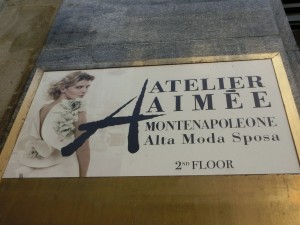 ATELIER
AIMÉE
MONTENAPOLEONE
Alta Moda Sposa
2ND FLOOR